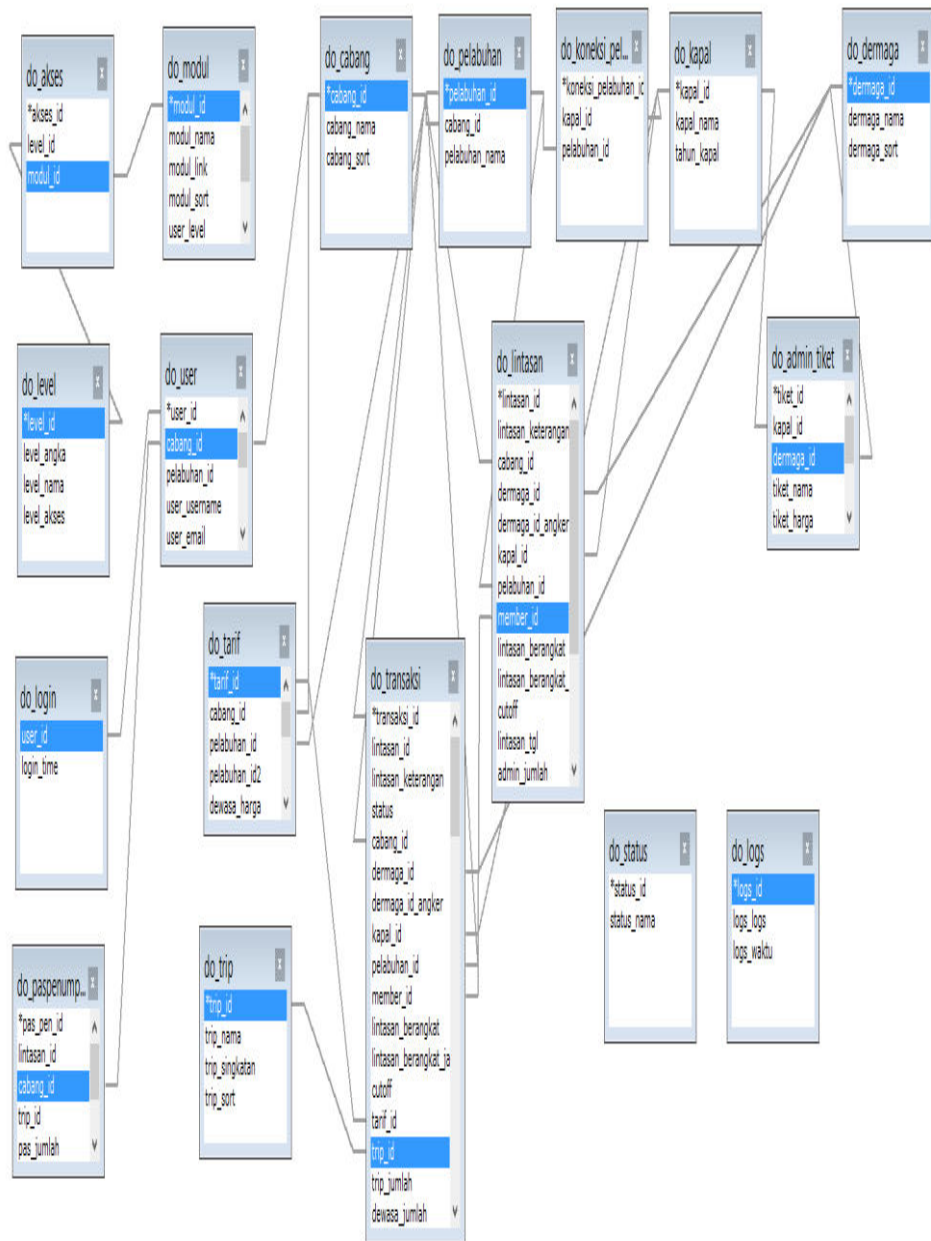 do_akses
*akses_id
level_id
modul_id
do_modul
*modul_id
modul_nama
modul_link
modul_sort
user_level
do_cabang
*cabang_id
cabang_nama
cabang_sort
do_pelabuhan
*pelabuhan_id
cabang_id
pelabuhan_nama
do_koneksi_pel...
*koneksi_pelabuhan_id
kapal_id
pelabuhan_id
do_kapal
*kapal_id
kapal_nama
tahun_kapal
do_dermaga
*dermaga_id
dermaga_nama
dermaga_sort
do_level
*level_id
level_angka
level_nama
level_akses
do_user
*user_id
cabang_id
pelabuhan_id
user_username
user_email
do_lintasan
*lintasan_id
lintasan_keterangan
cabang_id
dermaga_id
dermaga_id_angker
kapal_id
pelabuhan_id
member_id
lintasan_berangkat
lintasan_berangkat_
cutoff
lintasan_tgl
admin_jumlah
do_admin_tiket
*tiket_id
kapal_id
dermaga_id
tiket_nama
tiket_harga
do_login
user_id
login_time
do_tarif
*tarif_id
cabang_id
pelabuhan_id
pelabuhan_id2
dewasa_harga
do_transaksi
*transaksi_id
lintasan_id
lintasan_keterangan
status
cabang_id
dermaga_id
dermaga_id_angker
kapal_id
pelabuhan_id
member_id
lintasan_berangkat
lintasan_berangkat_ja
cutoff
tarif_id
trip_id
trip_jumlah
dewasa_jumlah
do_status
*status_id
status_nama
do_logs
*logs_id
logs_logs
logs_waktu
do_paspenump...
*pas_pen_id
lintasan_id
cabang_id
trip_id
pas_jumlah
do_trip
*trip_id
trip_nama
trip_singkatan
trip_sort